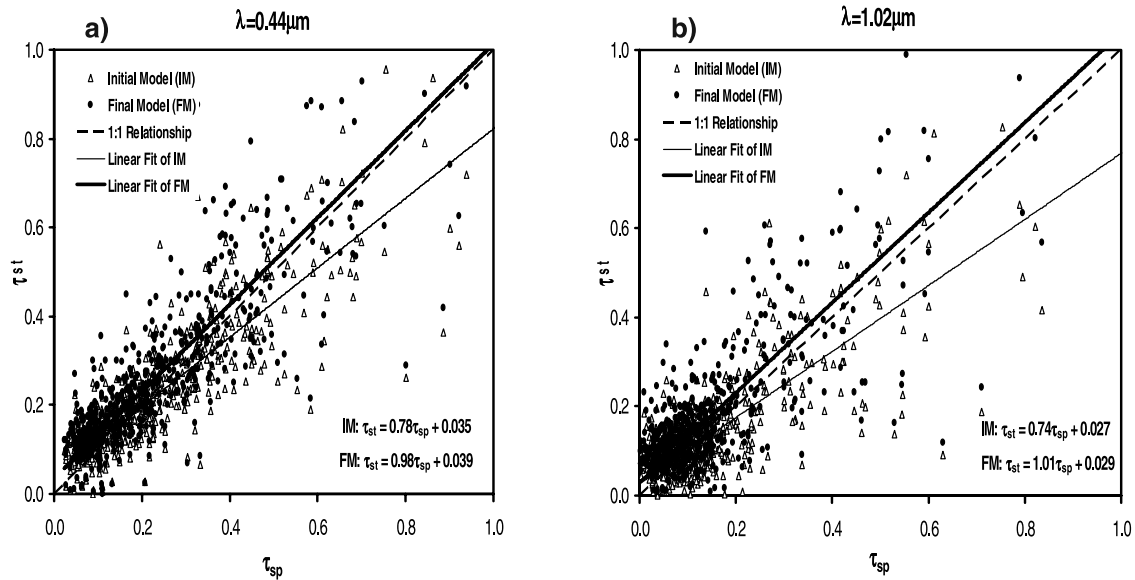 a)
λ=0.44μm
1.0
0.8
0.6
0.4
0.2
0.0
τst
Initial Model (IM)
Final Model (FM)
1:1 Relationship
Linear Fit of IM
Linear Fit of FM
IM: τst = 0.78τsp + 0.035
FM: τst = 0.98τsp + 0.039
0.0 0.2 0.4 0.6 0.8 1.0
τsp
b)
λ=1.02μm
1.0
0.8
0.6
0.4
0.2
0.0
τst
Initial Model (IM)
Final Model (FM)
1:1 Relationship
Linear Fit of IM
Linear Fit of FM
IM: τst = 0.74τsp + 0.027
FM: τst = 1.01τsp + 0.029
0.0 0.2 0.4 0.6 0.8 1.0
τsp